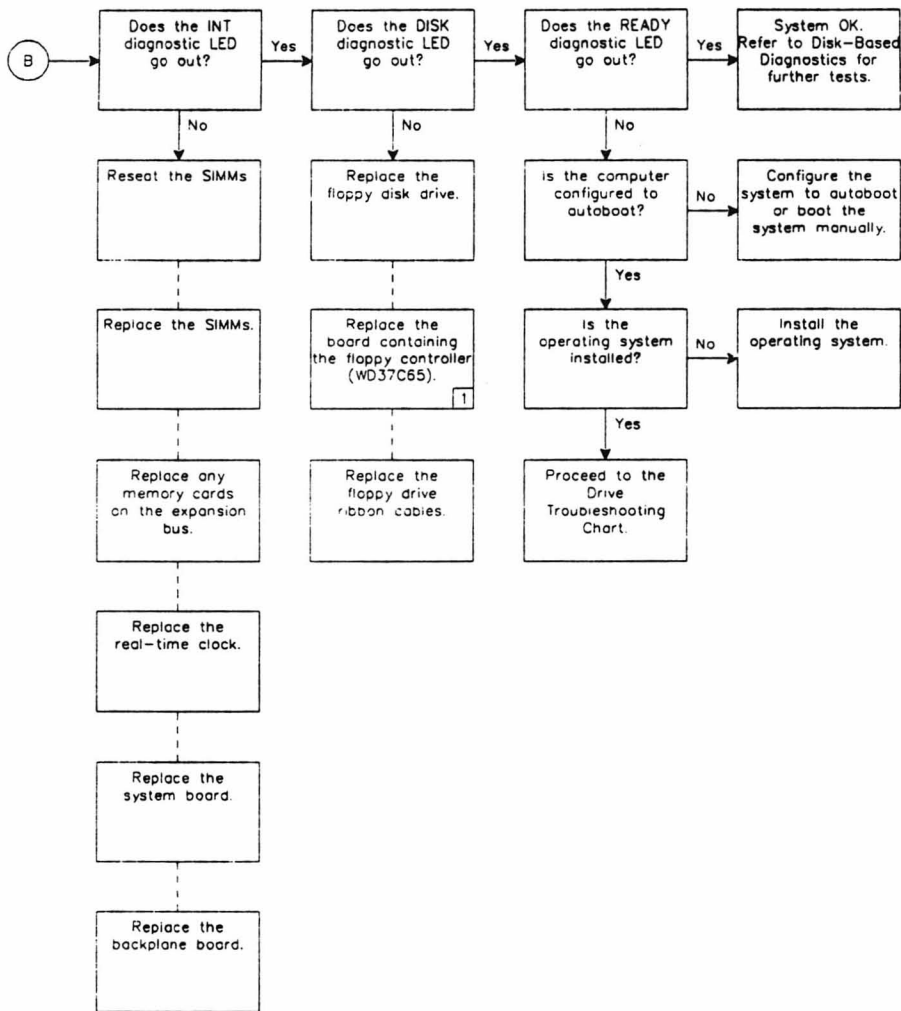 B
Does the INT
diagnostic LED
go out?
Yes
Does the DISK
diagnostic LED
go out?
Yes
Does the READY
diagnostic LED
go out?
Yes
System OK.
Refer to Disk-Based
Diagnostics for
further tests.
No
No
No
Reseat the SIMMs
Replace the
floppy disk drive.
Is the computer
configured to
autoboot?
No
Configure the
system to autoboot
or boot the
system manually.
Yes
Replace the SIMMs.
Replace the
board containing
the floppy controller
(WD37C65).
1
Is the
operating system
installed?
No
Install the
operating system.
Yes
Replace any
memory cards
on the expansion
bus.
Replace the
floppy drive
ribbon cables.
Proceed to the
Drive
Troubleshooting
Chart.
Replace the
real-time clock.
Replace the
system board.
Replace the
backplane board.